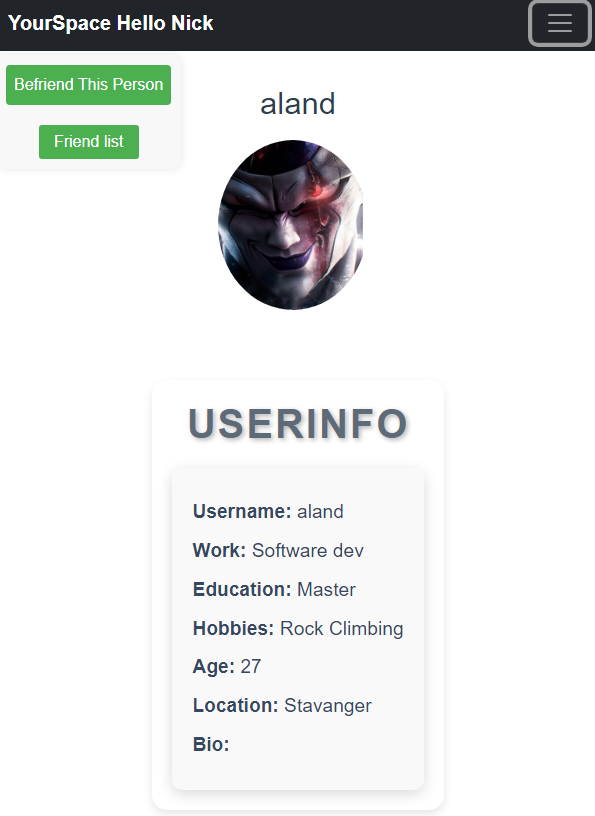 YourSpace Hello Nick
Befriend This Person
Friend list
aland
USERINFO
Username: aland
Work: Software dev
Education: Master
Hobbies: Rock Climbing
Age: 27
Location: Stavanger
Bio: